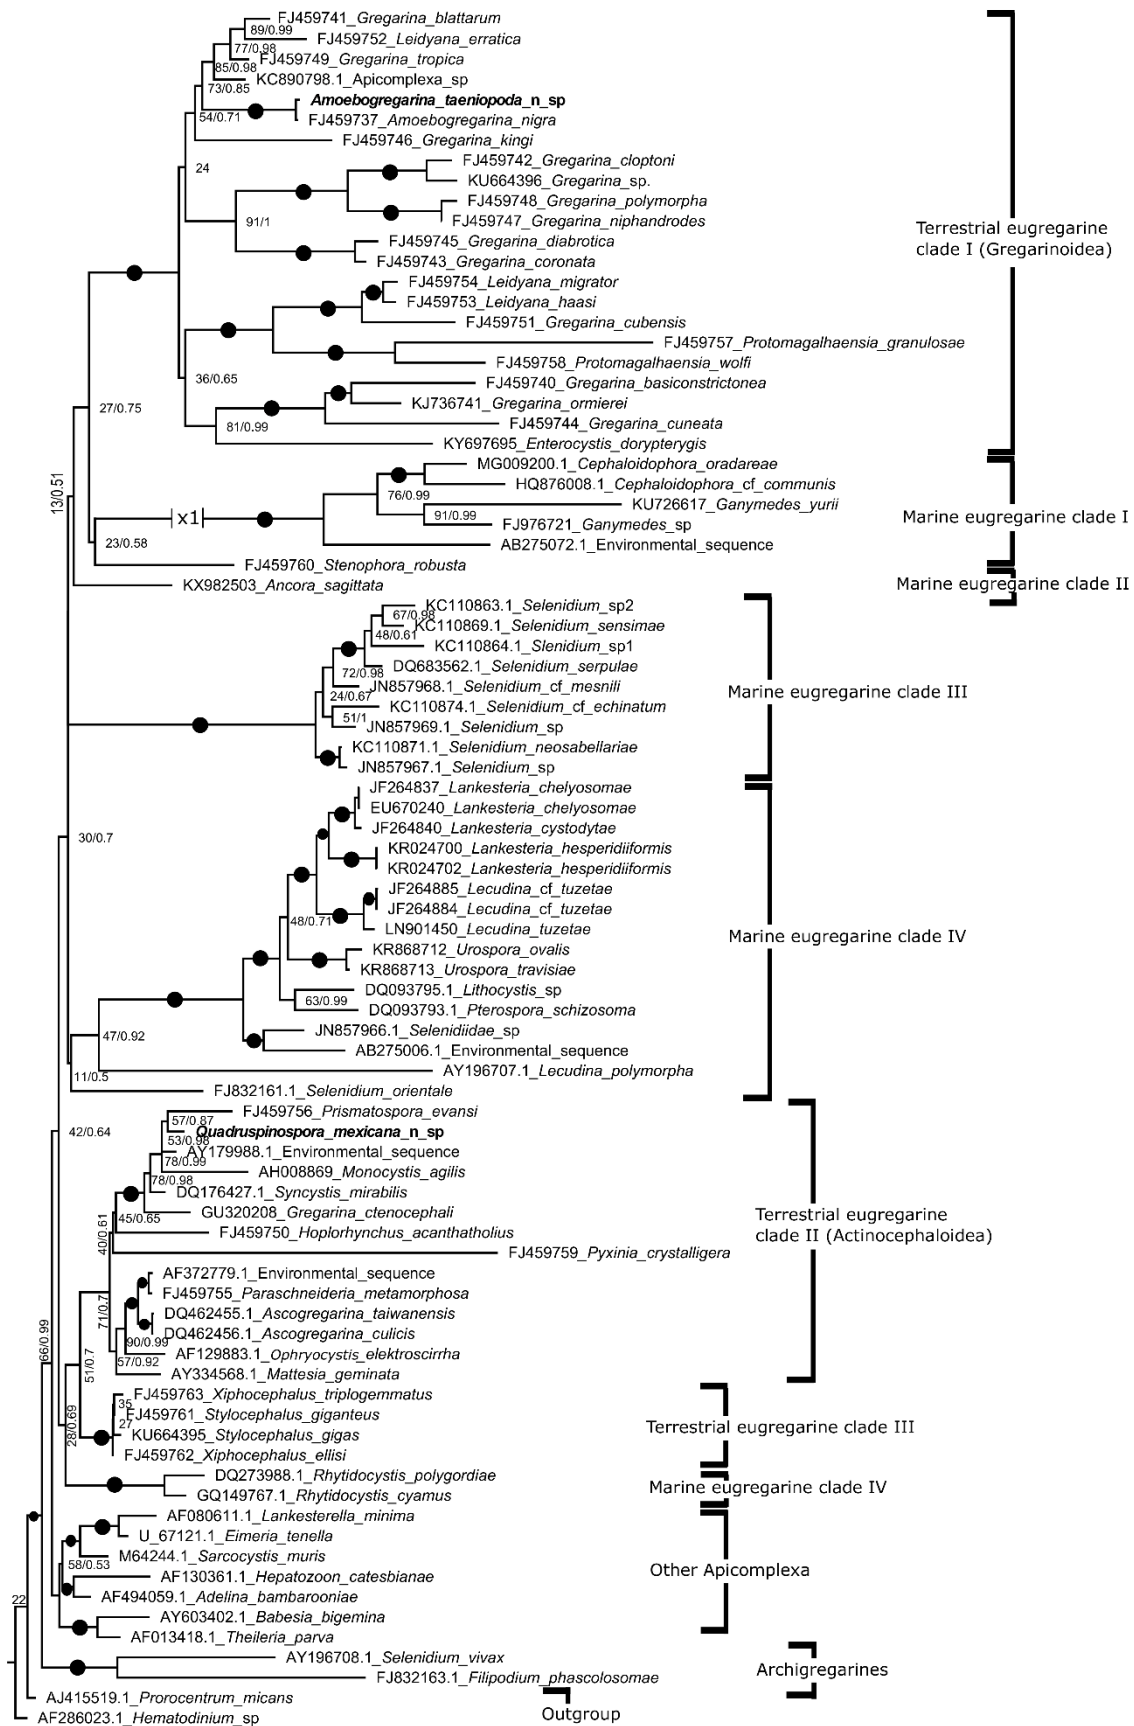 FJ459741_Gregarina_blattarum
89/0.99
FJ459752_Leidyana_erratica
77/0.98
FJ459749_Gregarina_tropica
85/0.98
KC890798.1_Apicomplexa_sp
73/0.85
Amoebogregarina_taeniopoda_n_sp
54/0.71
FJ459737_Amoebogregarina_nigra
FJ459746_Gregarina_kingi
24
FJ459742_Gregarina_cloptoni
KU664396_Gregarina_sp.
FJ459748_Gregarina_polymorpha
91/1
FJ459747_Gregarina_niphandrodes
Terrestrial eugregarine
clade I (Gregarinoidea)
FJ459745_Gregarina_diabrotica
FJ459743_Gregarina_coronata
FJ459754_Leidyana_migrator
FJ459753_Leidyana_haasi
FJ459751_Gregarina_cubensis
FJ459757_Protomagalhaensia_granulosae
FJ459758_Protomagalhaensia_wolfi
36/0.65
FJ459740_Gregarina_basiconstrictonea
KJ736741_Gregarina_ormierei
27/0.75
FJ459744_Gregarina_cuneata
81/0.99
KY697695_Enterocystis_dorypterygis
MG009200.1_Cephaloidophora_oradareae
HQ876008.1_Cephaloidophora_cf_communis
76/0.99
13/0.51
KU726617_Ganymedes_yurii
91/0.99
x1
Marine eugregarine clade I
FJ976721_Ganymedes_sp
23/0.58
AB275072.1_Environmental_sequence
FJ459760_Stenophora_robusta
KX982503_Ancora_sagittata
Marine eugregarine clade II
KC110863.1_Selenidium_sp2
67/0.98
KC110869.1_Selenidium_sensimae
48/0.61
KC110864.1_Slenidium_sp1
DQ683562.1_Selenidium_serpulae
72/0.98
JN857968.1_Selenidium_cf_mesnili
24/0.67
Marine eugregarine clade III
KC110874.1_Selenidium_cf_echinatum
51/1
JN857969.1_Selenidium_sp
KC110871.1_Selenidium_neosabellariae
JN857967.1_Selenidium_sp
JF264837_Lankesteria_chelyosomae
EU670240_Lankesteria_chelyosomae
JF264840_Lankesteria_cystodytae
30/0.7
KR024700_Lankesteria_hesperidiiformis
KR024702_Lankesteria_hesperidiiformis
JF264885_Lecudina_cf_tuzetae
JF264884_Lecudina_cf_tuzetae
48/0.71
LN901450_Lecudina_tuzetae
Marine eugregarine clade IV
KR868712_Urospora_ovalis
KR868713_Urospora_travisiae
DQ093795.1_Lithocystis_sp
63/0.99
DQ093793.1_Pterospora_schizosoma
JN857966.1_Selenidiidae_sp
47/0.92
AB275006.1_Environmental_sequence
AY196707.1_Lecudina_polymorpha
11/0.5
FJ832161.1_Selenidium_orientale
FJ459756_Prismatospora_evansi
57/0.87
42/0.64
Quadruspinospora_mexicana_n_sp
53/0.98
AY179988.1_Environmental_sequence
78/0.99
AH008869_Monocystis_agilis
78/0.98
DQ176427.1_Syncystis_mirabilis
GU320208_Gregarina_ctenocephali
45/0.65
Terrestrial eugregarine
clade II (Actinocephaloidea)
FJ459750_Hoplorhynchus_acanthatholius
40/0.61
FJ459759_Pyxinia_crystalligera
AF372779.1_Environmental_sequence
FJ459755_Paraschneideria_metamorphosa
71/0.7
DQ462455.1_Ascogregarina_taiwanensis
DQ462456.1_Ascogregarina_culicis
90/0.99
66/0.99
AF129883.1_Ophryocystis_elektroscirrha
57/0.92
51/0.7
AY334568.1_Mattesia_geminata
FJ459763_Xiphocephalus_triplogemmatus
35
FJ459761_Stylocephalus_giganteus
27
28/0.69
Terrestrial eugregarine clade III
KU664395_Stylocephalus_gigas
FJ459762_Xiphocephalus_ellisi
DQ273988.1_Rhytidocystis_polygordiae
Marine eugregarine clade IV
GQ149767.1_Rhytidocystis_cyamus
AF080611.1_Lankesterella_minima
U_67121.1_Eimeria_tenella
M64244.1_Sarcocystis_muris
58/0.53
Other Apicomplexa
AF130361.1_Hepatozoon_catesbianae
AF494059.1_Adelina_bambarooniae
22
AY603402.1_Babesia_bigemina
AF013418.1_Theileria_parva
AY196708.1_Selenidium_vivax
Archigregarines
FJ832163.1_Filipodium_phascolosomae
AJ415519.1_Prorocentrum_micans
Outgroup
AF286023.1_Hematodinium_sp